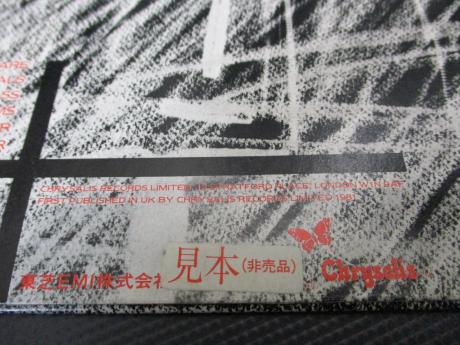 CHRYSALIS RECORDS LIMITED, STRATFORD PLACE, LONDON W1N 9AF
FIRST PUBLISHED IN UK BY CHRYSALIS RECORDS LIMITED 1981
東芝EMI株式会社
見本(非売品)
Chrysalis